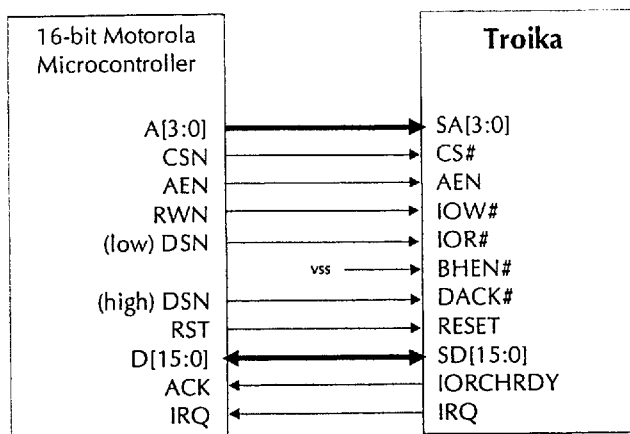 16-bit Motorola
Microcontroller
Troika
A[3:0] SA[3:0]
CSN CS#
AEN AEN
RWN IOW#
(low) DSN IOR#
vss BHEN#
(high) DSN DACK#
RST RESET
D[15:0] SD[15:0]
ACK IORCHRDY
IRQ IRQ